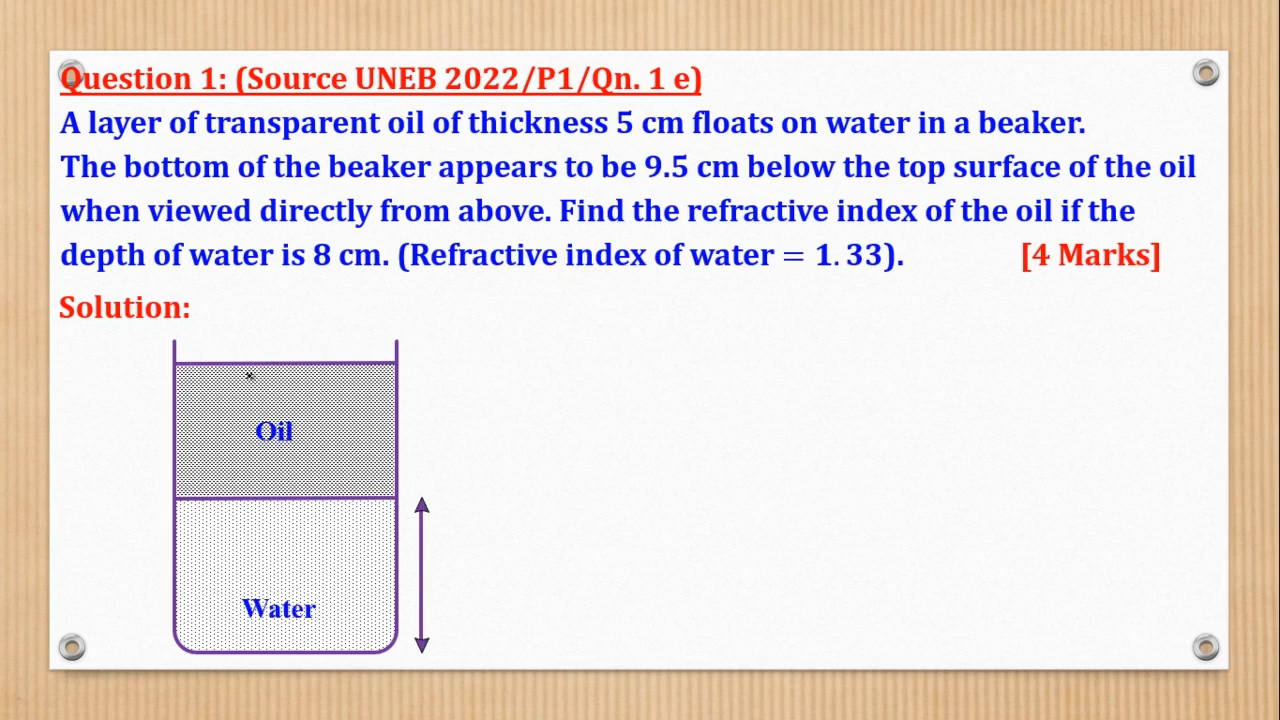 Question 1: (Source UNEB 2022/P1/Qn. 1 e)
A layer of transparent oil of thickness 5 cm floats on water in a beaker.
The bottom of the beaker appears to be 9.5 cm below the top surface of the oil
when viewed directly from above. Find the refractive index of the oil if the
depth of water is 8 cm. (Refractive index of water = 1.33). [4 Marks]
Solution:
Oil
Water